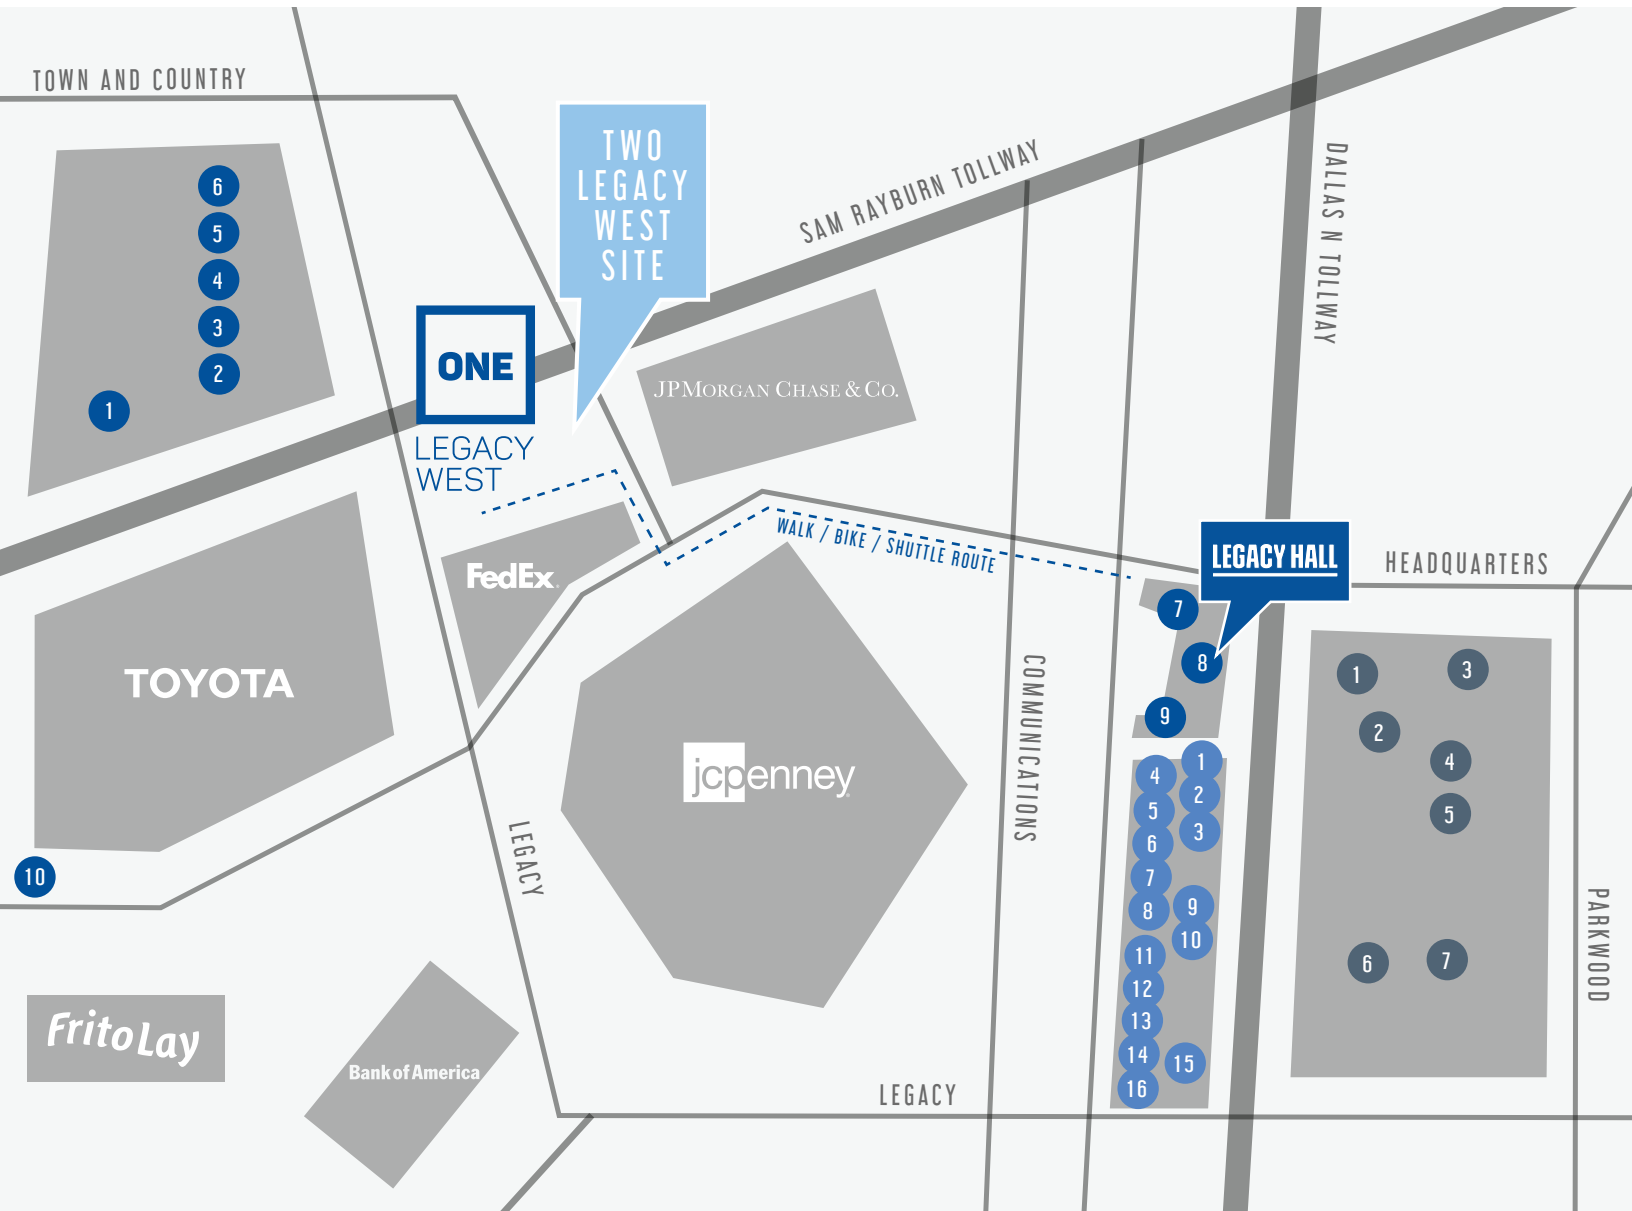 TOWN AND COUNTRY
TWO
LEGACY
WEST
SITE
SAM RAYBURN TOLLWAY
DALLAS N TOLLWAY
6
5
4
3
2
1
ONE
LEGACY
WEST
JPMORGAN CHASE & CO.
WALK / BIKE / SHUTTLE ROUTE
FedEx.
LEGACY HALL
HEADQUARTERS
TOYOTA
jcpenney
COMMUNICATIONS
LEGACY
7
8
9
10
1
2
3
4
5
6
7
8
9
10
11
12
13
14
15
16
1
2
3
4
5
6
7
PARKWOOD
Frito Lay
Bank of America
LEGACY